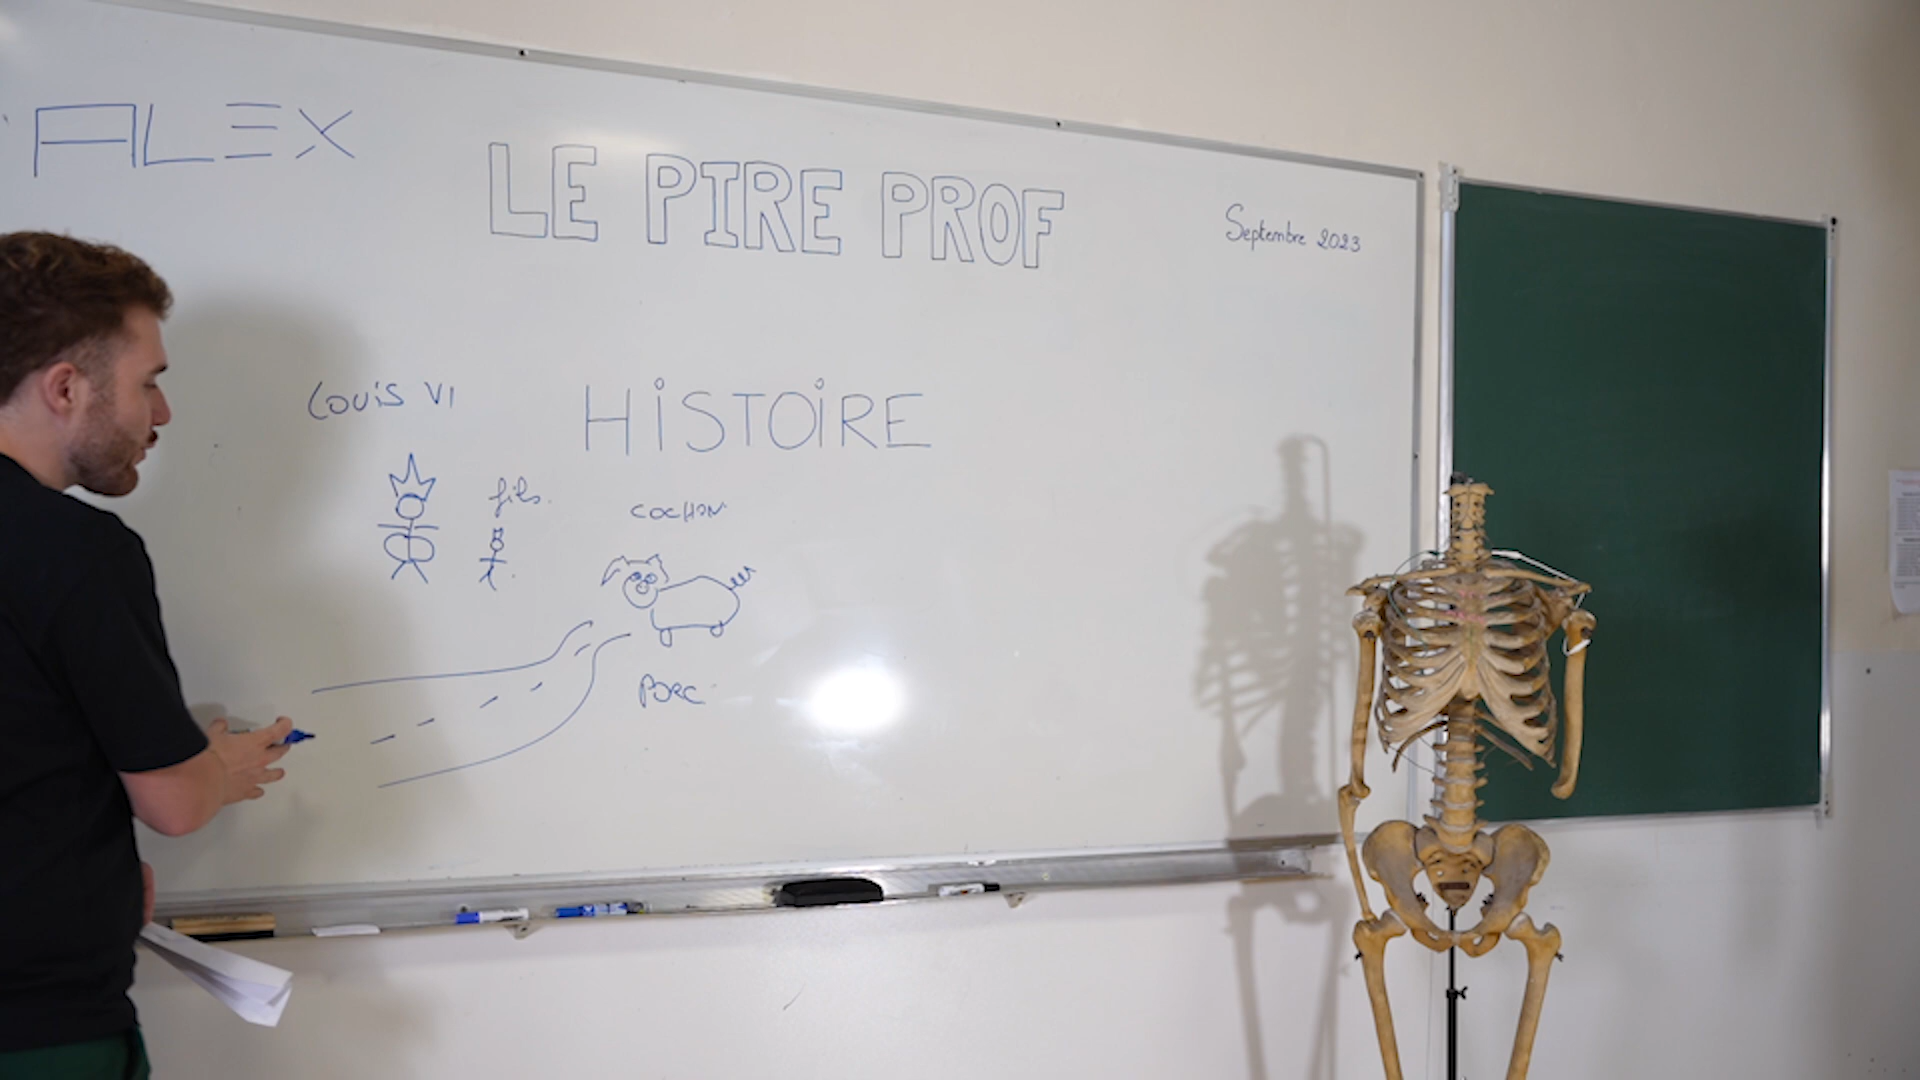 ALEX
LE PIRE PROF
Septembre 2023
Louis VI
HiSTOiRE
fils.
COCHON
PORC